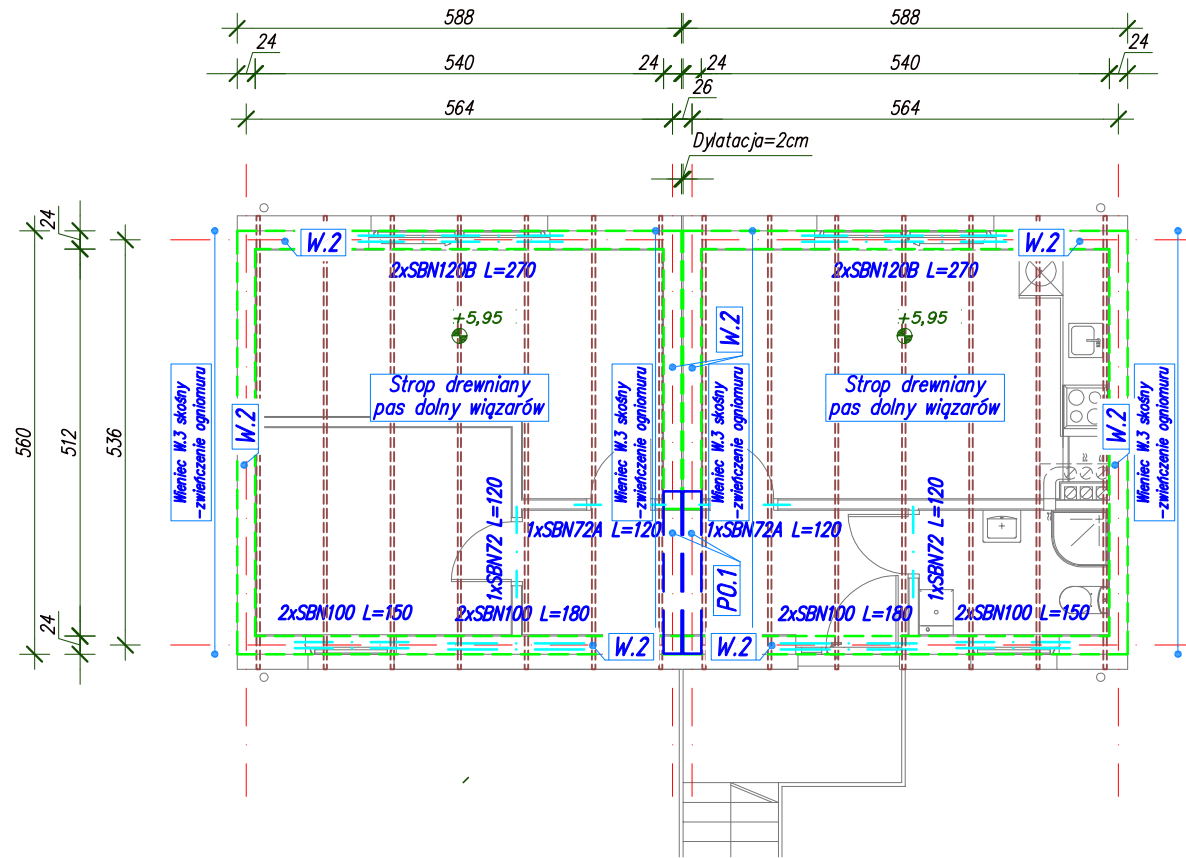 588
588
24
24
540
24
24
540
26
564
564
Dylatacja=2cm
24
W.2
W.2
2xSBN120B L=270
2xSBN120B L=270
+5,95
+5,95
W.2
Strop drewniany
pas dolny wiązarów
Strop drewniany
pas dolny wiązarów
Wieniec W.3 skośny
-zwieńczenie ogniomuru
Wieniec W.3 skośny
-zwieńczenie ogniomuru
Wieniec W.3 skośny
-zwieńczenie ogniomuru
Wieniec W.3 skośny
-zwieńczenie ogniomuru
W.2
W.2
560
512
536
1xSBN72 L=120
1xSBN72A L=120
1xSBN72A L=120
1xSBN72 L=120
PO.1
24
2xSBN100 L=150
2xSBN100 L=180
2xSBN100 L=180
2xSBN100 L=150
W.2
W.2